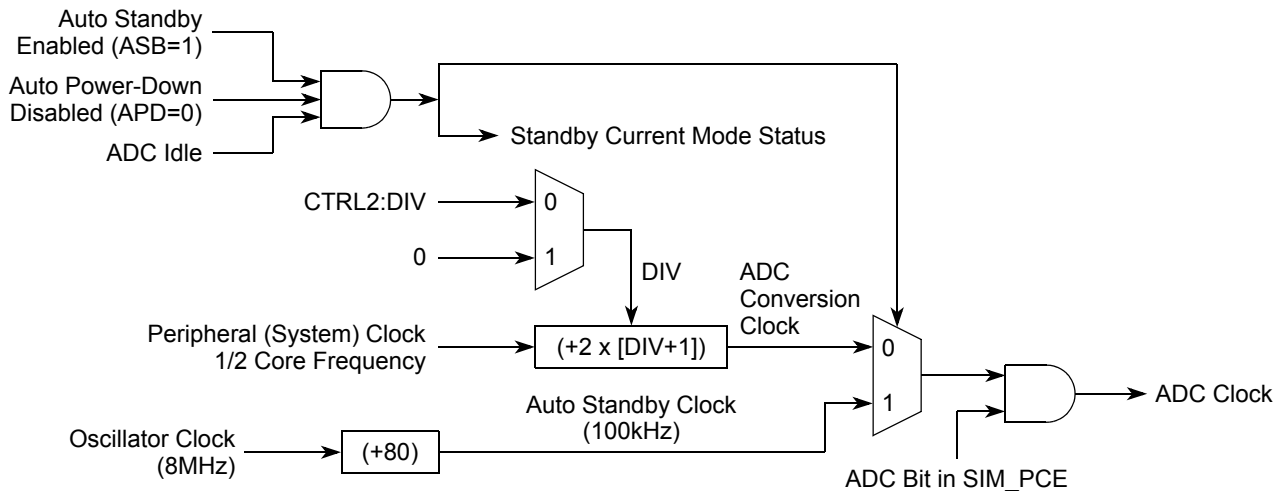 Auto Standby
Enabled (ASB=1)
Auto Power-Down
Disabled (APD=0)
ADC Idle
Standby Current Mode Status
CTRL2:DIV
0
0
1
DIV
ADC
Conversion
Clock
Peripheral (System) Clock
1/2 Core Frequency
(+2 x [DIV+1])
0
1
ADC Clock
Auto Standby Clock
(100kHz)
Oscillator Clock
(8MHz)
(+80)
ADC Bit in SIM_PCE